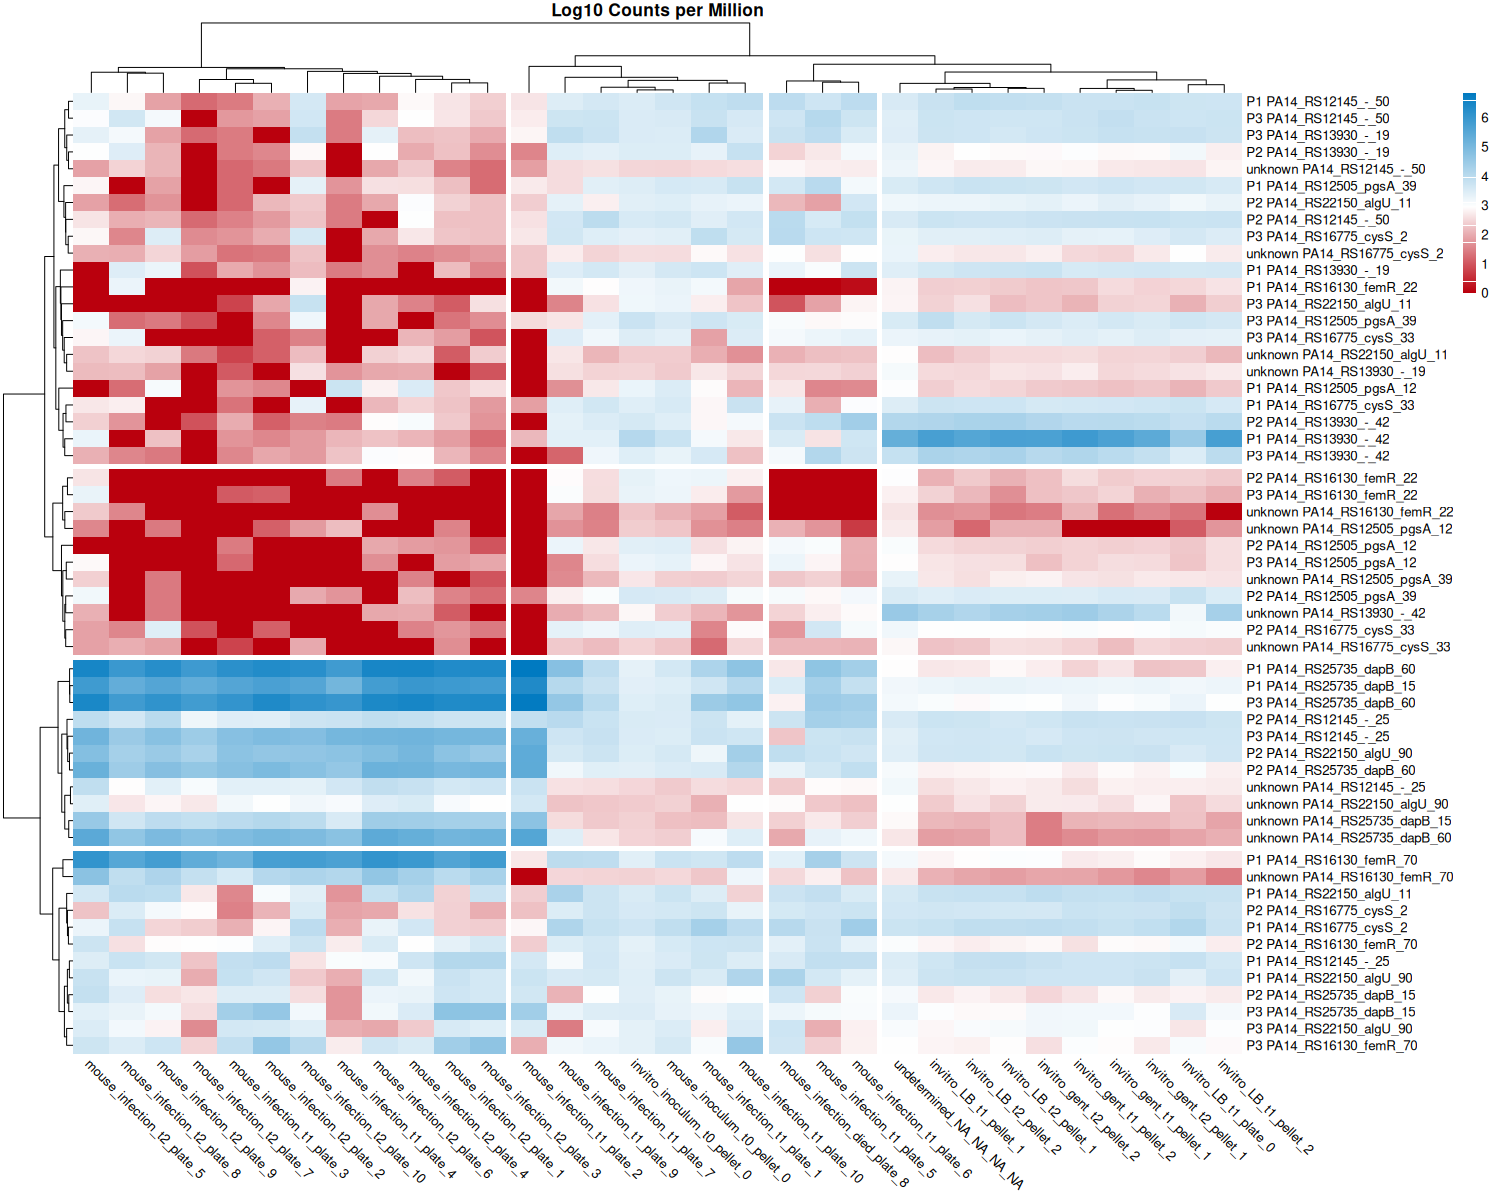 Log10 Counts per Million
P1 PA14_RS12145_-_50
P3 PA14_RS12145_-_50
P3 PA14_RS13930_-_19
P2 PA14_RS13930_-_19
unknown PA14_RS12145_-_50
P1 PA14_RS12505_pgsA_39
P2 PA14_RS22150_algU_11
P2 PA14_RS12145_-_50
P3 PA14_RS16775_cysS_2
unknown PA14_RS16775_cysS_2
P1 PA14_RS13930_-_19
P1 PA14_RS16130_femR_22
P3 PA14_RS22150_algU_11
P3 PA14_RS12505_pgsA_39
P3 PA14_RS16775_cysS_33
unknown PA14_RS22150_algU_11
unknown PA14_RS13930_-_19
P1 PA14_RS12505_pgsA_12
P1 PA14_RS16775_cysS_33
P2 PA14_RS13930_-_42
P1 PA14_RS13930_-_42
P3 PA14_RS13930_-_42
P2 PA14_RS16130_femR_22
P3 PA14_RS16130_femR_22
unknown PA14_RS16130_femR_22
unknown PA14_RS12505_pgsA_12
P2 PA14_RS12505_pgsA_12
P3 PA14_RS12505_pgsA_12
unknown PA14_RS12505_pgsA_39
P2 PA14_RS12505_pgsA_39
unknown PA14_RS13930_-_42
P2 PA14_RS16775_cysS_33
unknown PA14_RS16775_cysS_33
P1 PA14_RS25735_dapB_60
P1 PA14_RS25735_dapB_15
P3 PA14_RS25735_dapB_60
P2 PA14_RS12145_-_25
P3 PA14_RS12145_-_25
P2 PA14_RS22150_algU_90
P2 PA14_RS25735_dapB_60
unknown PA14_RS12145_-_25
unknown PA14_RS22150_algU_90
unknown PA14_RS25735_dapB_15
unknown PA14_RS25735_dapB_60
P1 PA14_RS16130_femR_70
unknown PA14_RS16130_femR_70
P1 PA14_RS22150_algU_11
P2 PA14_RS16775_cysS_2
P1 PA14_RS16775_cysS_2
P2 PA14_RS16130_femR_70
P1 PA14_RS12145_-_25
P1 PA14_RS22150_algU_90
P2 PA14_RS25735_dapB_15
P3 PA14_RS25735_dapB_15
P3 PA14_RS22150_algU_90
P3 PA14_RS16130_femR_70
6
5
4
3
2
1
0
mouse_infection_t2_plate_5
mouse_infection_t2_plate_8
mouse_infection_t2_plate_9
mouse_infection_t2_plate_7
mouse_infection_t1_plate_3
mouse_infection_t2_plate_2
mouse_infection_t2_plate_10
mouse_infection_t1_plate_4
mouse_infection_t2_plate_6
mouse_infection_t2_plate_4
mouse_infection_t2_plate_1
mouse_infection_t2_plate_3
mouse_infection_t1_plate_2
mouse_infection_t1_plate_9
mouse_infection_t1_plate_7
invitro_inoculum_t0_pellet_0
mouse_inoculum_t0_pellet_0
mouse_infection_t1_plate_1
mouse_infection_t1_plate_10
mouse_infection_died_plate_8
mouse_infection_t1_plate_5
mouse_infection_t1_plate_6
undetermined_NA_NA_NA_NA
invitro_LB_t1_pellet_1
invitro_LB_t2_pellet_2
invitro_LB_t2_pellet_1
invitro_gent_t2_pellet_2
invitro_gent_t1_pellet_2
invitro_gent_t1_pellet_1
invitro_gent_t2_pellet_1
invitro_LB_t1_plate_0
invitro_LB_t1_pellet_2